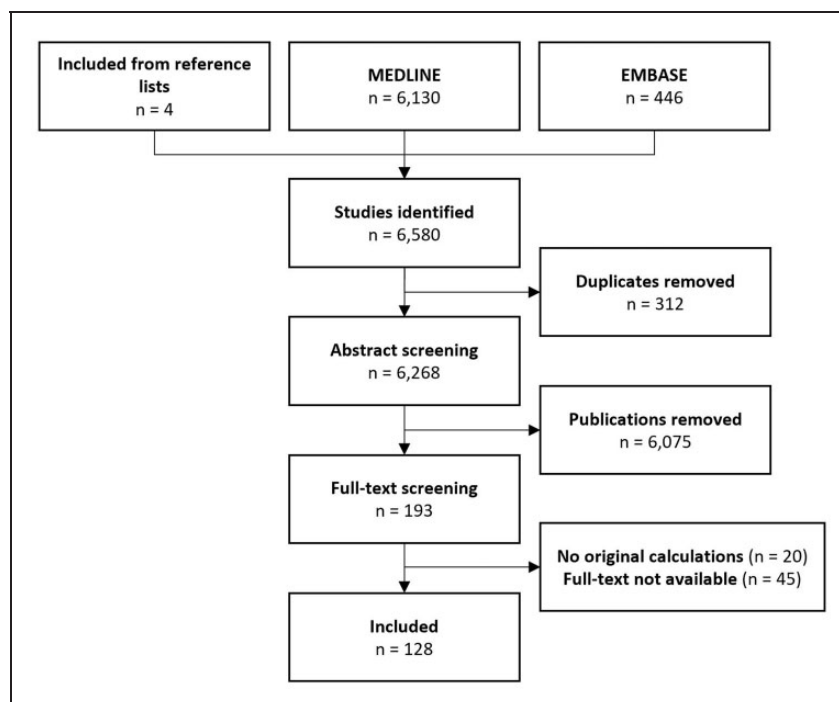 Included from reference
lists
n = 4
MEDLINE
n = 6,130
EMBASE
n = 446
Studies identified
n = 6,580
Duplicates removed
n = 312
Abstract screening
n = 6,268
Publications removed
n = 6,075
Full-text screening
n = 193
No original calculations (n = 20)
Full-text not available (n = 45)
Included
n = 128